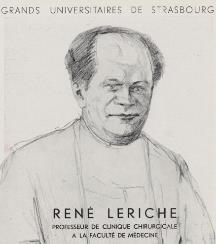 GRANDS UNIVERSITAIRES DE STRASBOURG
RENÉ LERICHE
PROFESSEUR DE CLINIQUE CHIRURGICALE
A LA FACULTÉ DE MÉDECINE